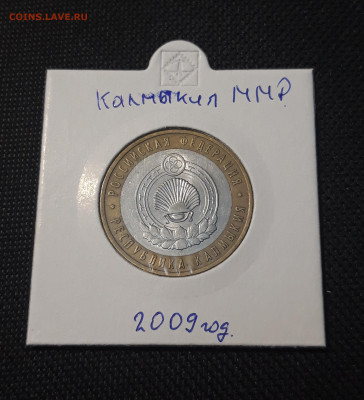 COINS.LAVE.RU
Калмыкия ММД
РОССИЙСКАЯ ФЕДЕРАЦИЯ
РЕСПУБЛИКА КАЛМЫКИЯ
2009 год.